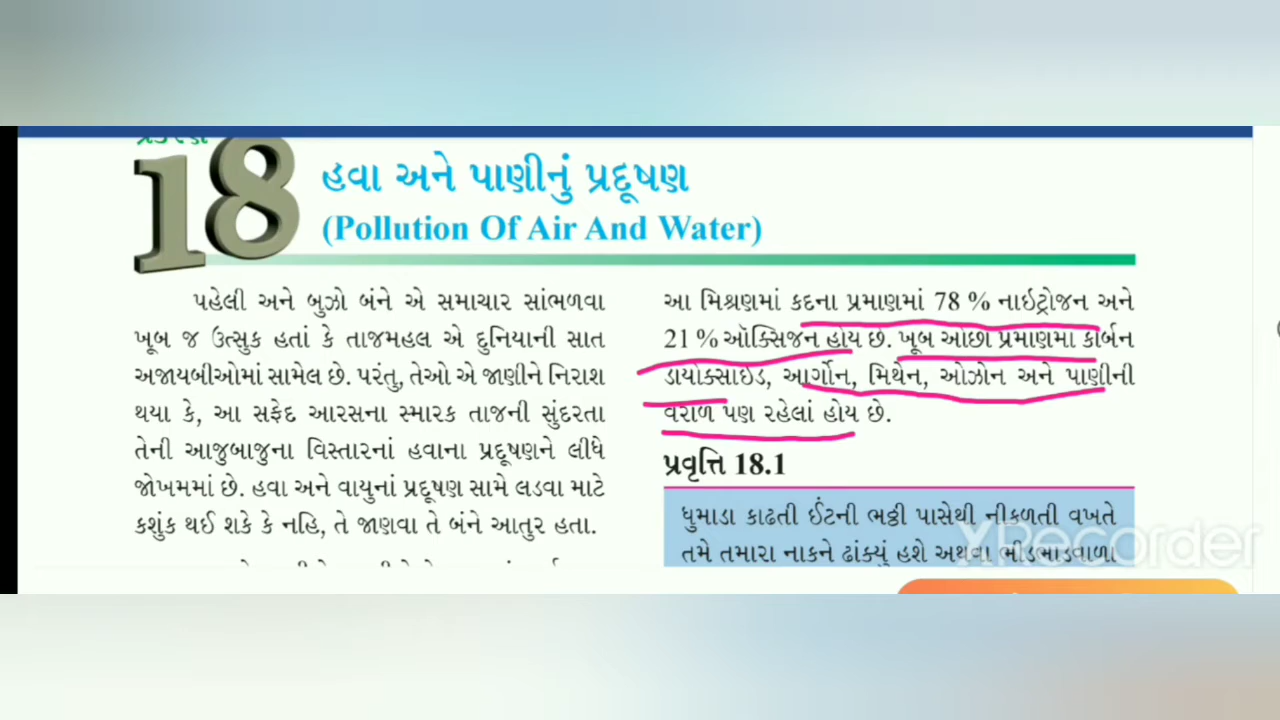 18
હવા અને પાણીનું પ્રદૂષણ
(Pollution Of Air And Water)
પહેલી અને બુઝો બંને એ સમાચાર સાંભળવા
ખૂબ જ ઉત્સુક હતાં કે તાજમહલ એ દુનિયાની સાત
અજાયબીઓમાં સામેલ છે. પરંતુ, તેઓ એ જાણીને નિરાશ
થયા કે, આ સફેદ આરસના સ્મારક તાજની સુંદરતા
તેની આજુબાજુના વિસ્તારનાં હવાના પ્રદૂષણને લીધે
જોખમમાં છે. હવા અને વાયુનાં પ્રદૂષણ સામે લડવા માટે
કશુંક થઈ શકે કે નહિ, તે જાણવા તે બંને આતુર હતા.
આ મિશ્રણમાં કદના પ્રમાણમાં 78 % નાઇટ્રોજન અને
21 % ઑક્સિજન હોય છે. ખૂબ ઓછા પ્રમાણમા કાર્બન
ડાયોક્સાઇડ, આર્ગોન, મિથેન, ઓઝોન અને પાણીની
વરાળ પણ રહેલાં હોય છે.
પ્રવૃત્તિ 18.1
ધુમાડા કાઢતી ઈંટની ભઠ્ઠી પાસેથી નીકળતી વખતે
તમે તમારા નાકને ઢાંક્યું હશે અથવા ભીડભાડવાળા
XRecorder